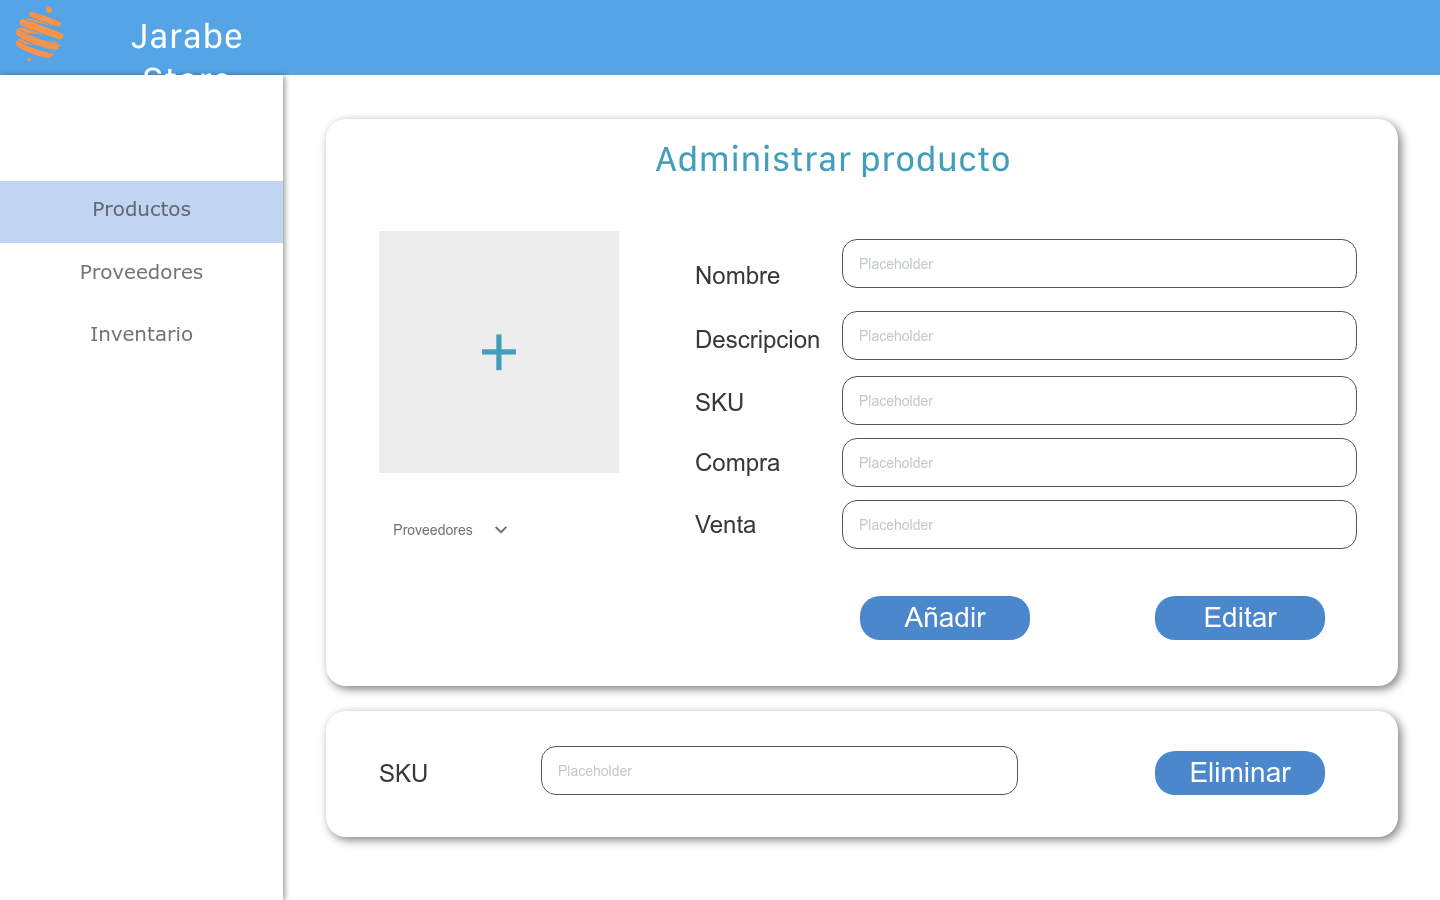 Jarabe
Store
Productos
Proveedores
Inventario
Administrar producto
Nombre
Placeholder
Descripcion
Placeholder
SKU
Placeholder
Compra
Placeholder
Venta
Placeholder
Proveedores
Añadir
Editar
SKU
Placeholder
Eliminar